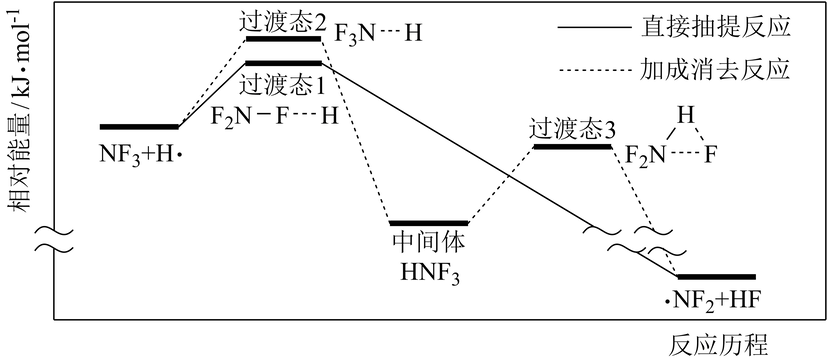 相对能量/kJ·mol⁻¹
过渡态2
F₃N---H
过渡态1
F₂N—F---H
NF₃+H·
直接抽提反应
加成消去反应
过渡态3
H
F₂N----F
中间体
HNF₃
·NF₂+HF
反应历程